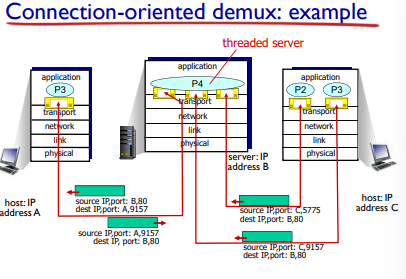 Connection-oriented demux: example
threaded server
application
P3
transport
network
link
physical
application
P4
transport
network
link
physical
application
P2 P3
transport
network
link
physical
server: IP
address B
host: IP
address A
host: IP
address C
source IP,port: B,80
dest IP,port: A,9157
source IP,port: A,9157
dest IP, port: B,80
source IP,port: C,5775
dest IP,port: B,80
source IP,port: C,9157
dest IP,port: B,80